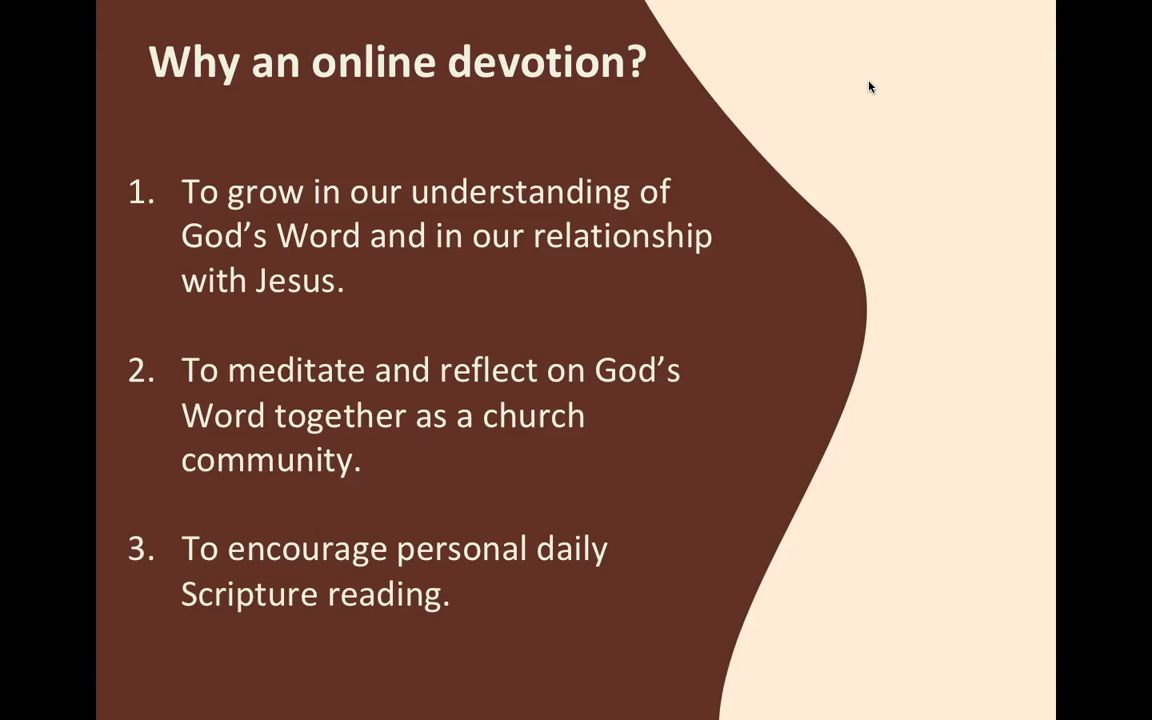 Why an online devotion?
1. To grow in our understanding of
God’s Word and in our relationship
with Jesus.
2. To meditate and reflect on God’s
Word together as a church
community.
3. To encourage personal daily
Scripture reading.